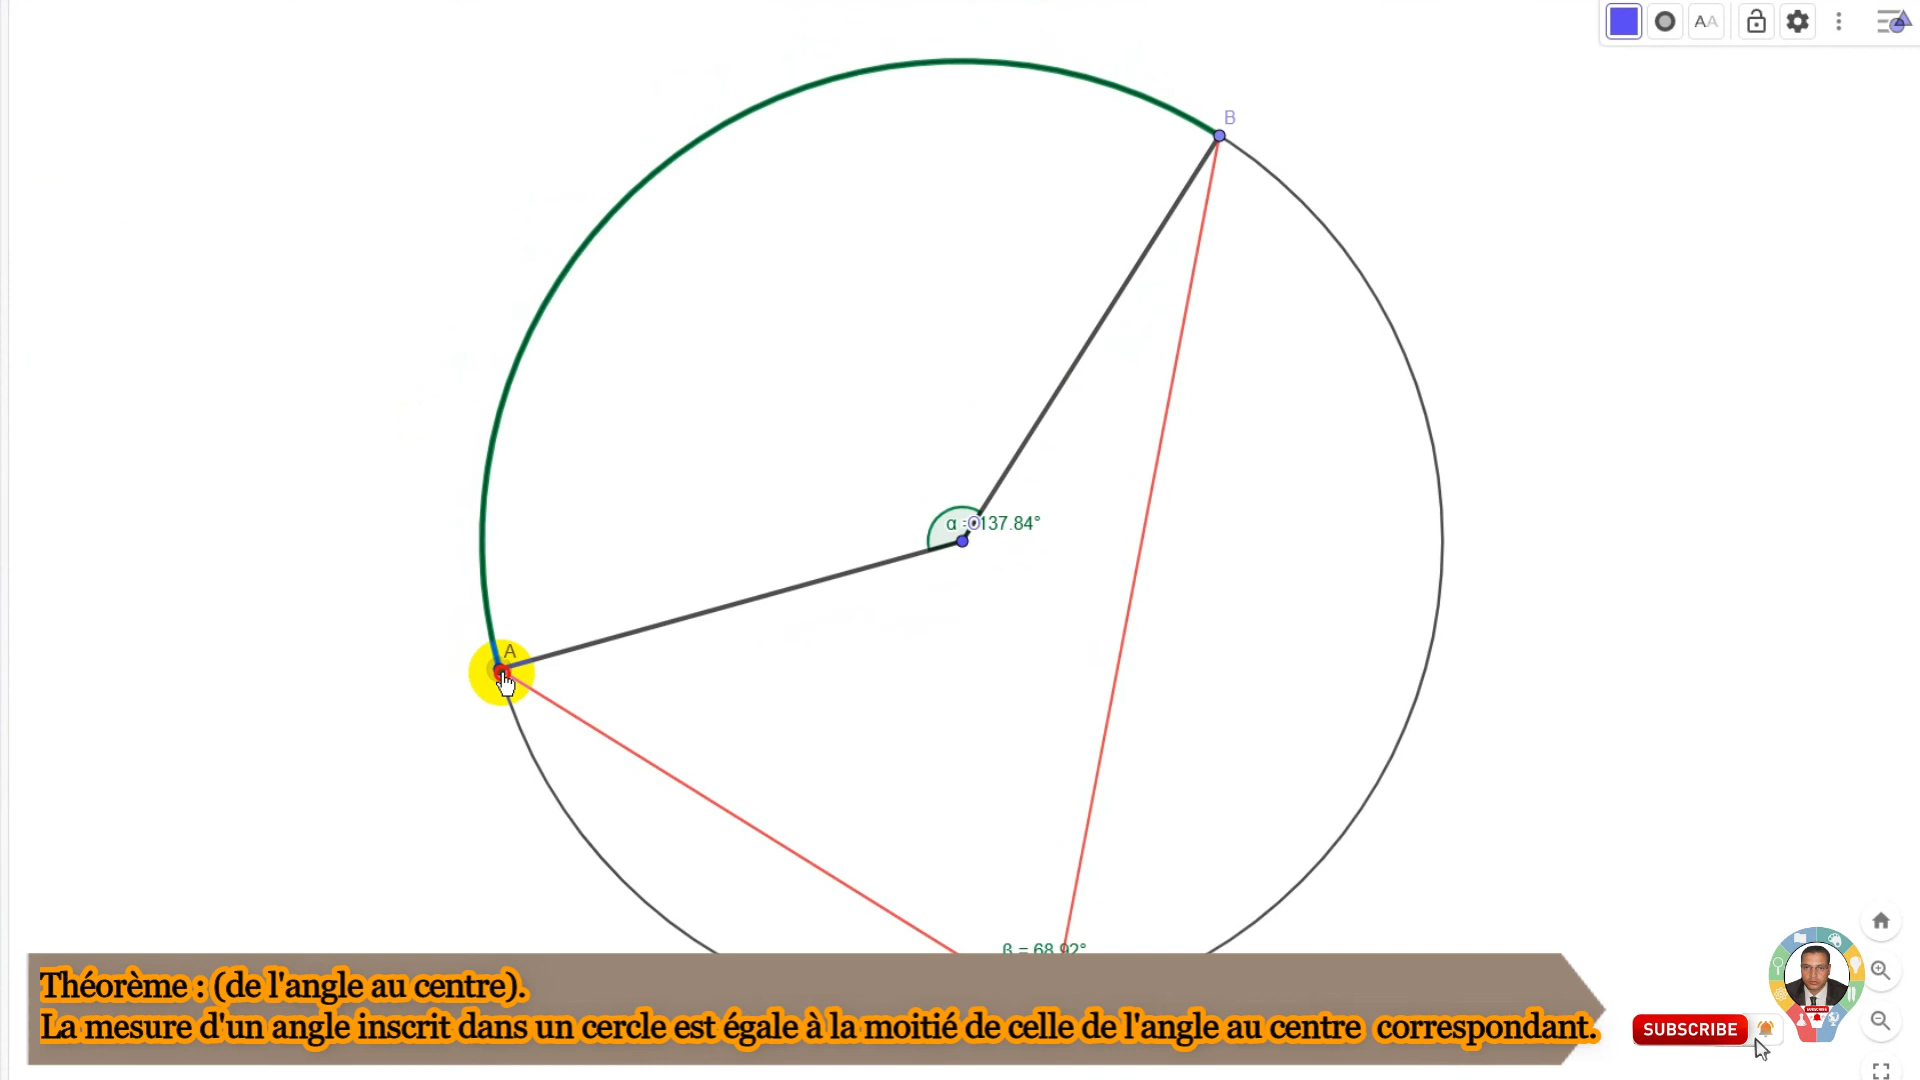 AA
B
α = 137.84°
O
A
β = 68.92°
Théorème : (de l'angle au centre).
La mesure d'un angle inscrit dans un cercle est égale à la moitié de celle de l'angle au centre correspondant.
SUBSCRIBE